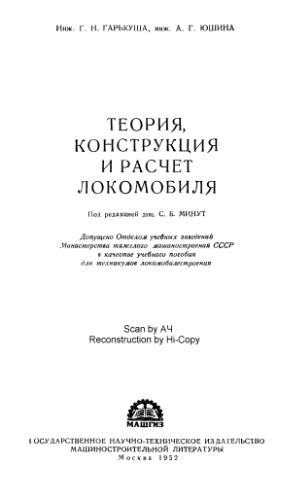 Инж. Г. Н. ГАРЬКУША, инж. А. Г. ЮШИНА
ТЕОРИЯ,
КОНСТРУКЦИЯ
И РАСЧЕТ
ЛОКОМОБИЛЯ
Под редакцией доц. С. Б. МИНУТ
Допущено Отделом учебных заведений
Министерства тяжелого машиностроения СССР
в качестве учебного пособия
для техникумов локомобилестроения
Scan by АЧ
Reconstruction by Hi-Copy
МАШГИЗ
ГОСУДАРСТВЕННОЕ НАУЧНО-ТЕХНИЧЕСКОЕ ИЗДАТЕЛЬСТВО
МАШИНОСТРОИТЕЛЬНОЙ ЛИТЕРАТУРЫ
Москва 1952